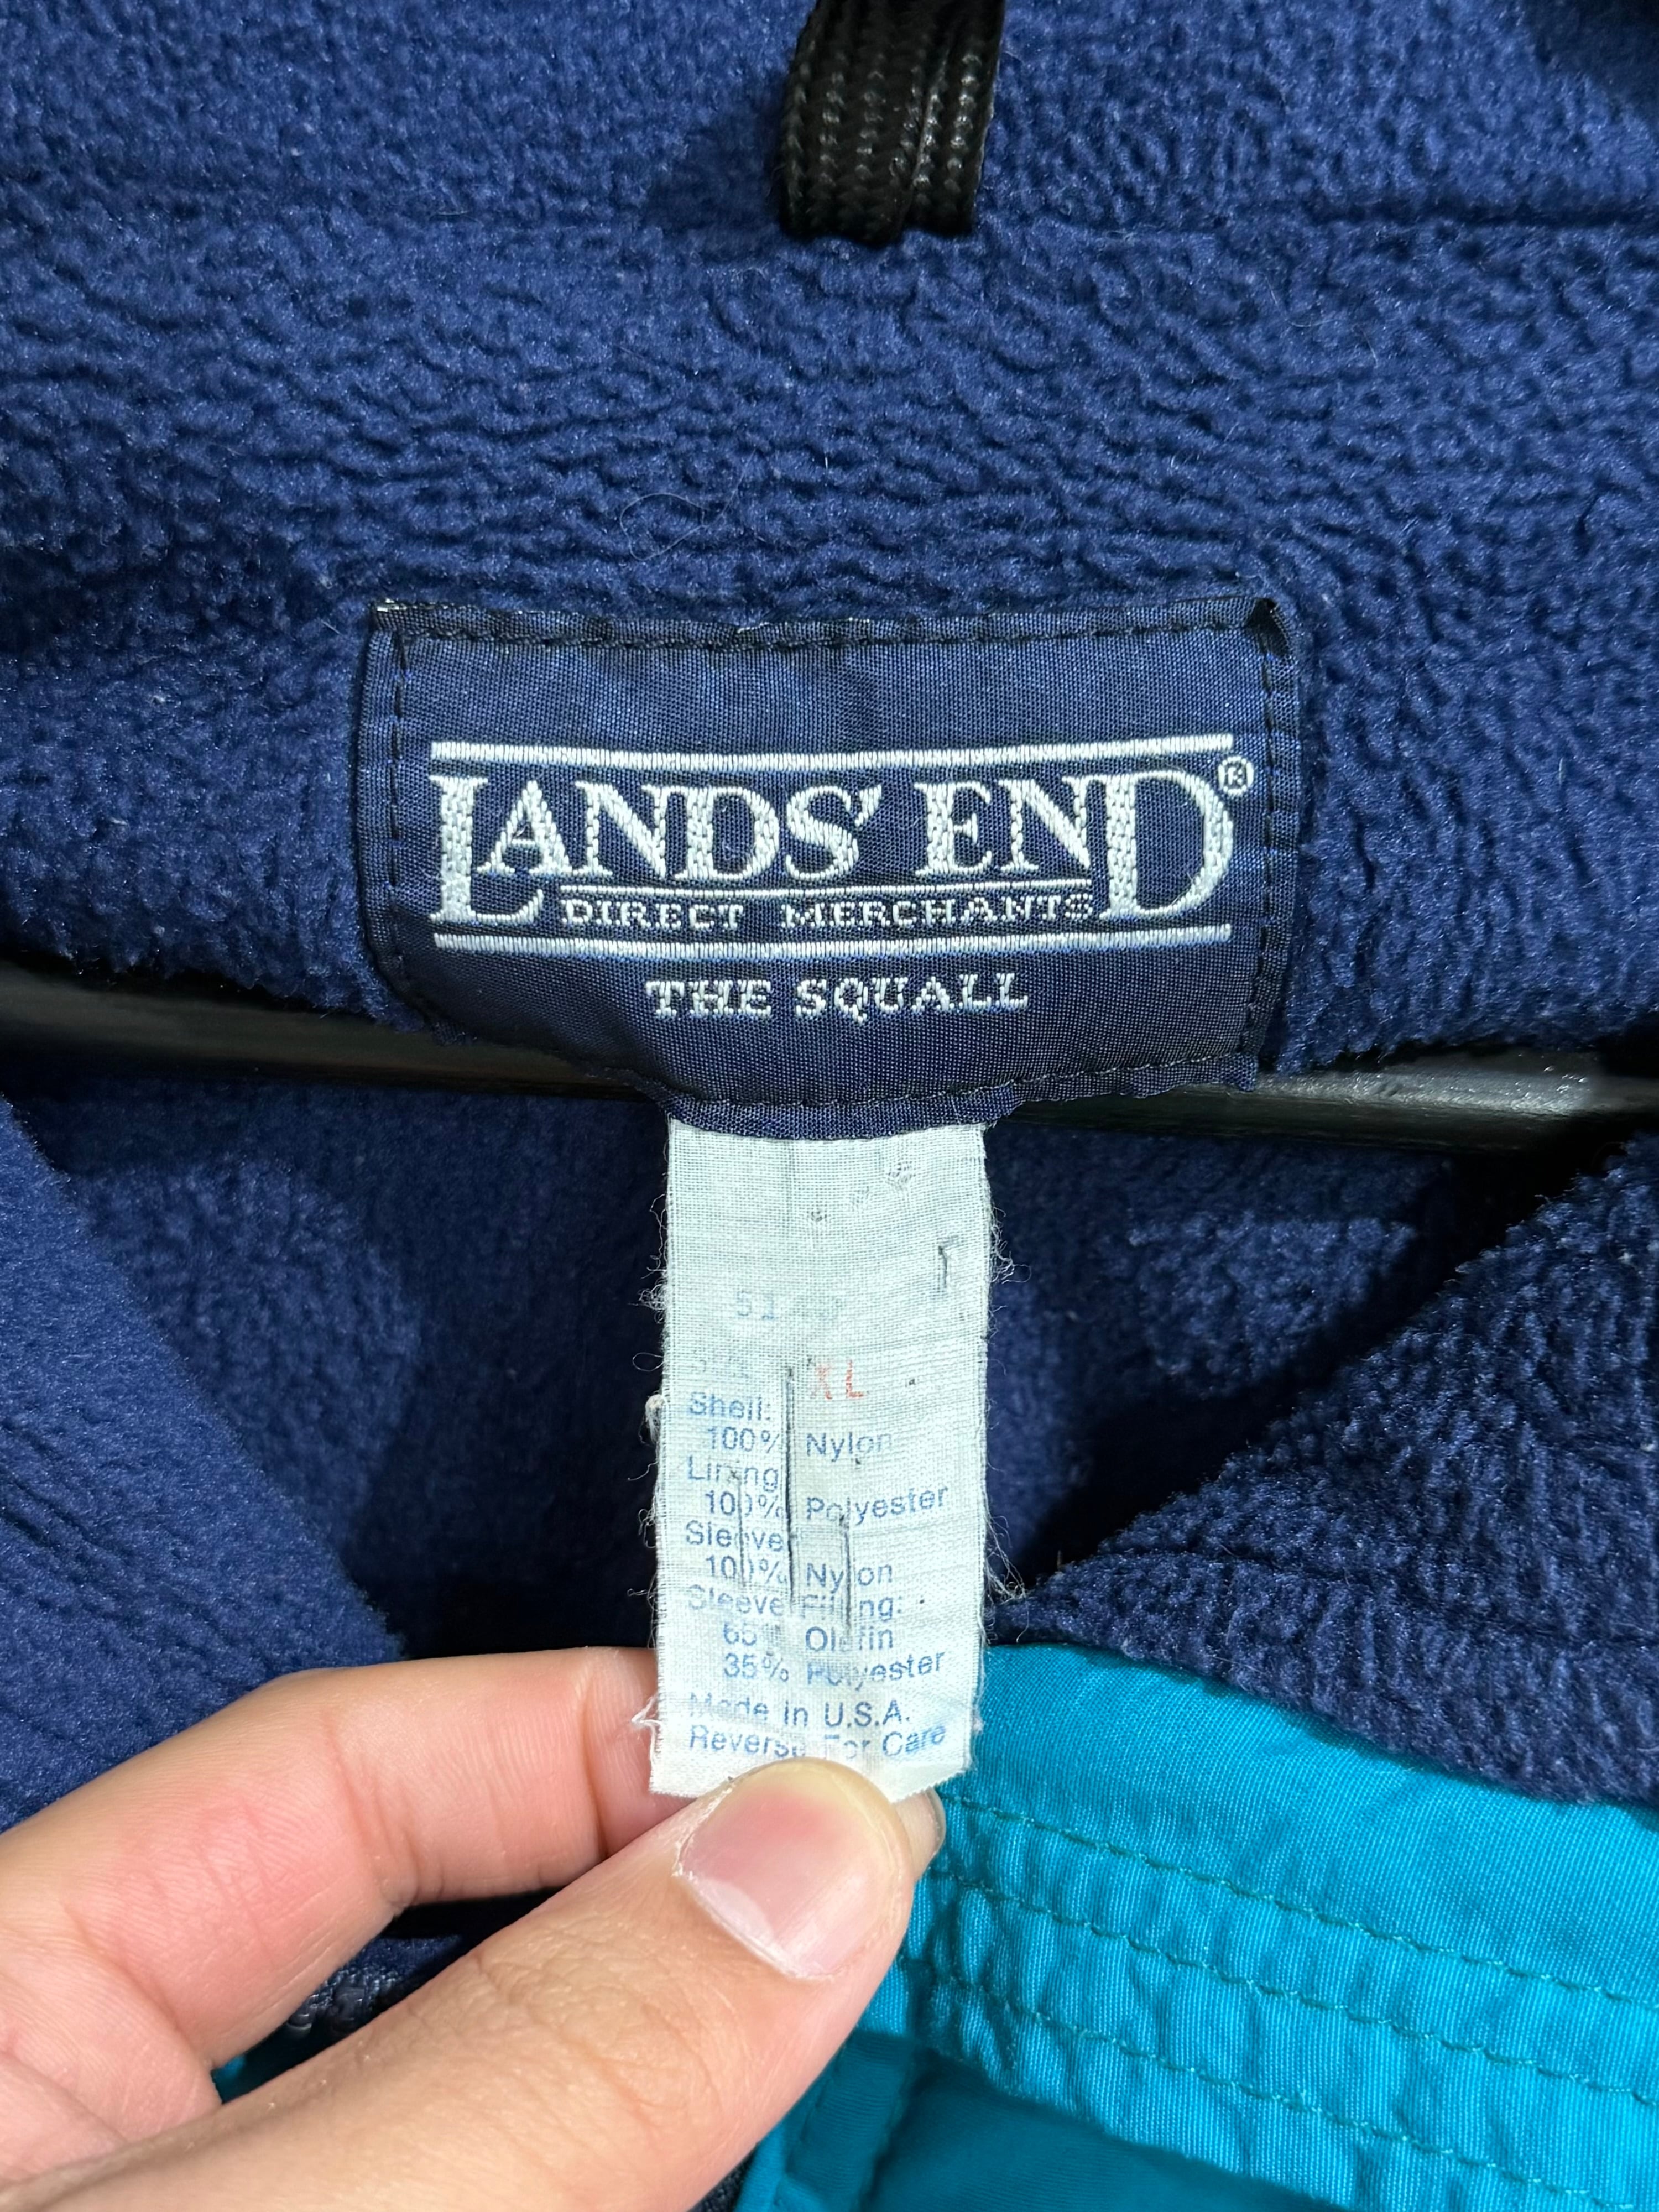 LANDS' END®
DIRECT MERCHANTS
THE SQUALL
51
XL
Shell:
100% Nylon
Lining
100% Polyester
Sleeve
100% Nylon
Sleeve Filling:
65% Olefin
35% Polyester
Made in U.S.A.
Reverse For Care